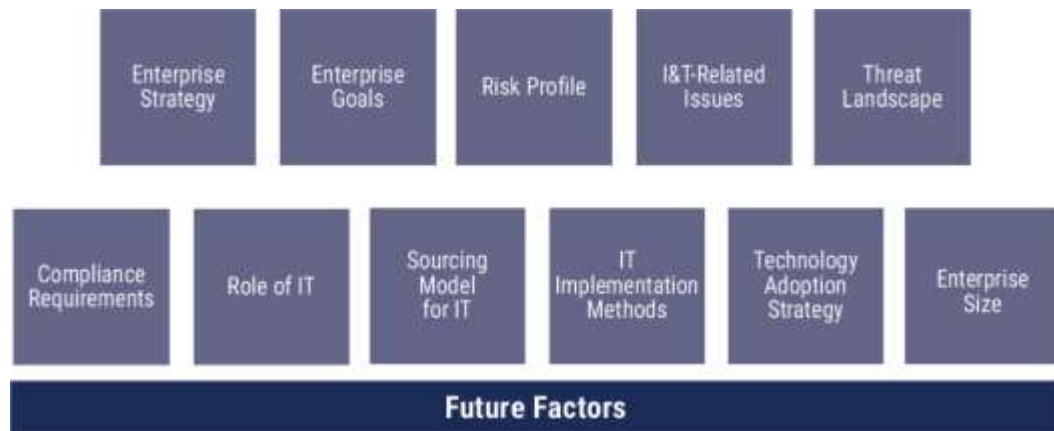 Enterprise
Strategy
Enterprise
Goals
Risk Profile
I&T-Related
Issues
Threat
Landscape
Compliance
Requirements
Role of IT
Sourcing
Model
for IT
IT
Implementation
Methods
Technology
Adoption
Strategy
Enterprise
Size
Future Factors